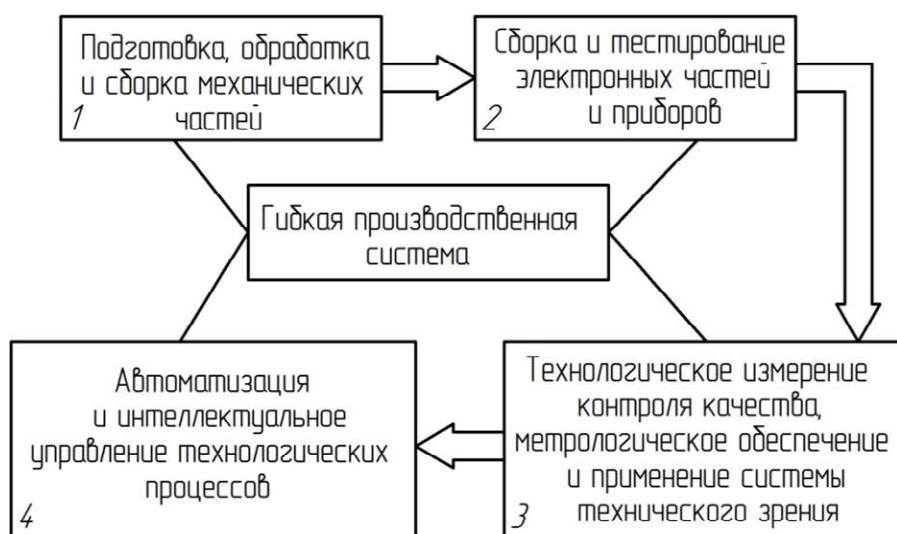 Подготовка, обработка
и сборка механических
частей
1
Сборка и тестирование
электронных частей
и приборов
2
Гибкая производственная
система
Автоматизация
и интеллектуальное
управление технологических
процессов
4
Технологическое измерение
контроля качества,
метрологическое обеспечение
и применение системы
технического зрения
3